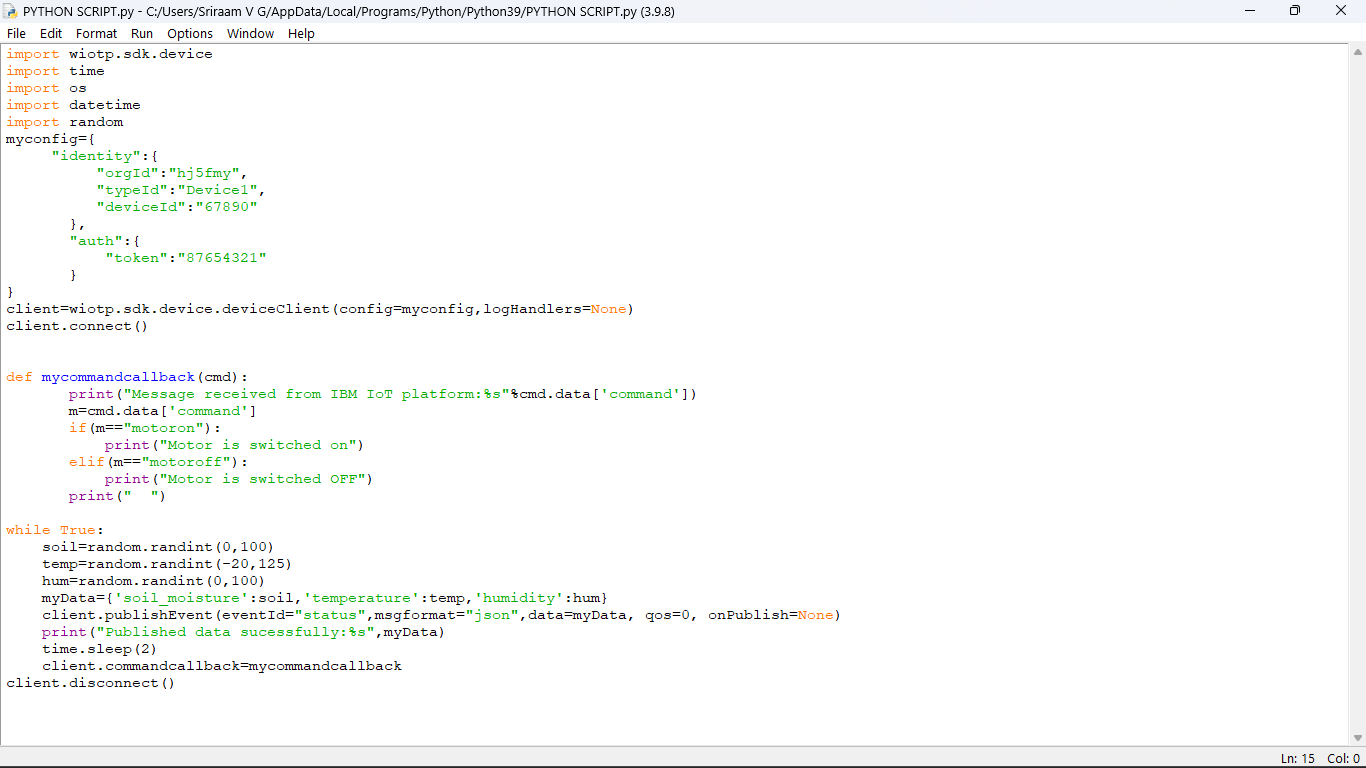 PYTHON SCRIPT.py - C:/Users/Sriraam V G/AppData/Local/Programs/Python/Python39/PYTHON SCRIPT.py (3.9.8)
File Edit Format Run Options Window Help
import wiotp.sdk.device
import time
import os
import datetime
import random
myconfig={
     "identity":{
          "orgId":"hj5fmy",
          "typeId":"Device1",
          "deviceId":"67890"
       },
       "auth":{
           "token":"87654321"
       }
}
client=wiotp.sdk.device.deviceClient(config=myconfig,logHandlers=None)
client.connect()
def mycommandcallback(cmd):
       print("Message received from IBM IoT platform:%s"%cmd.data['command'])
       m=cmd.data['command']
       if(m=="motoron"):
           print("Motor is switched on")
       elif(m=="motoroff"):
           print("Motor is switched OFF")
       print("  ")
while True:
    soil=random.randint(0,100)
    temp=random.randint(-20,125)
    hum=random.randint(0,100)
    myData={'soil_moisture':soil,'temperature':temp,'humidity':hum}
    client.publishEvent(eventId="status",msgformat="json",data=myData, qos=0, onPublish=None)
    print("Published data sucessfully:%s",myData)
    time.sleep(2)
    client.commandcallback=mycommandcallback
client.disconnect()
Ln: 15 Col: 0